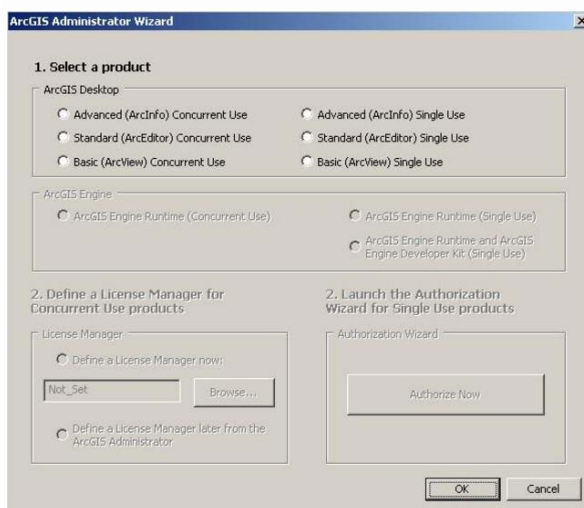 ArcGIS Administrator Wizard
1. Select a product
ArcGIS Desktop
Advanced (ArcInfo) Concurrent Use
Advanced (ArcInfo) Single Use
Standard (ArcEditor) Concurrent Use
Standard (ArcEditor) Single Use
Basic (ArcView) Concurrent Use
Basic (ArcView) Single Use
ArcGIS Engine
ArcGIS Engine Runtime (Concurrent Use)
ArcGIS Engine Runtime (Single Use)
ArcGIS Engine Runtime and ArcGIS
Engine Developer Kit (Single Use)
2. Define a License Manager for
Concurrent Use products
License Manager
Define a License Manager now:
Not_Set
Browse...
Define a License Manager later from the
ArcGIS Administrator
2. Launch the Authorization
Wizard for Single Use products
Authorization Wizard
Authorize Now
OK
Cancel